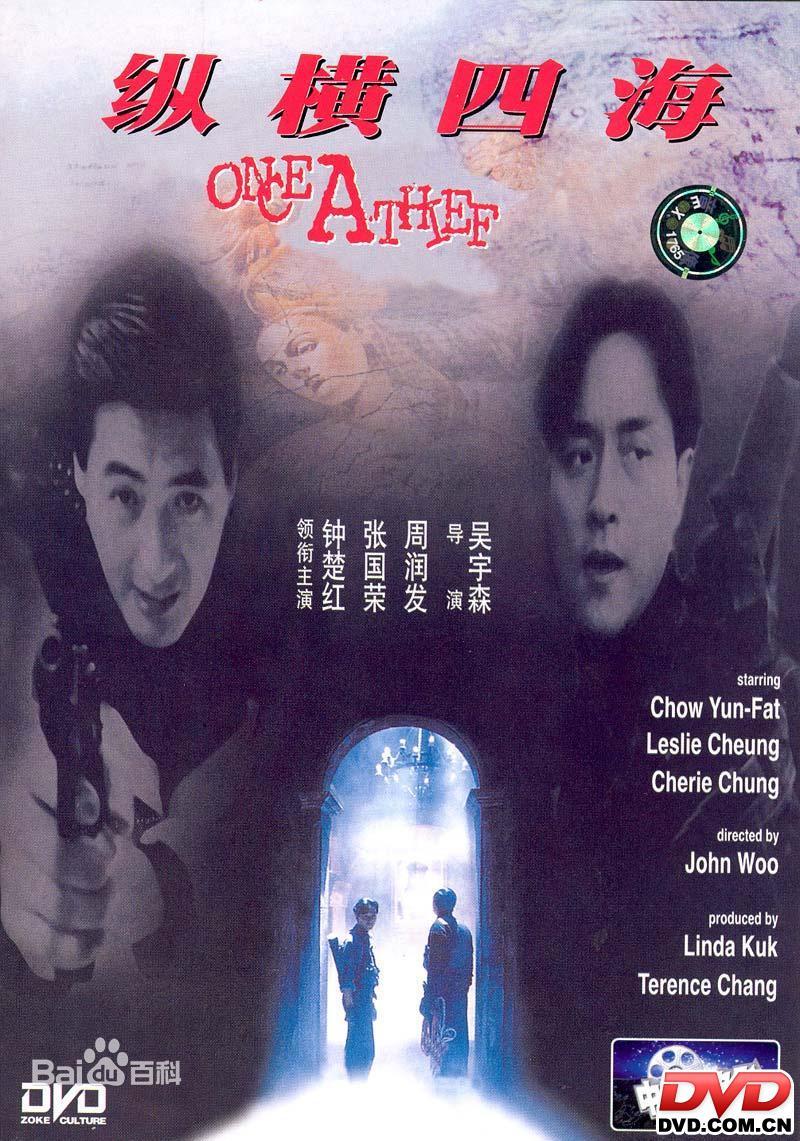 纵横四海
ONCE A THIEF
EX 1765
吴宇森
导演
周润发
张国荣
钟楚红
领衔主演
starring
Chow Yun-Fat
Leslie Cheung
Cherie Chung
directed by
John Woo
produced by
Linda Kuk
Terence Chang
Bai百科
DVD
ZOKE CULTURE
DVD
DVD.COM.CN